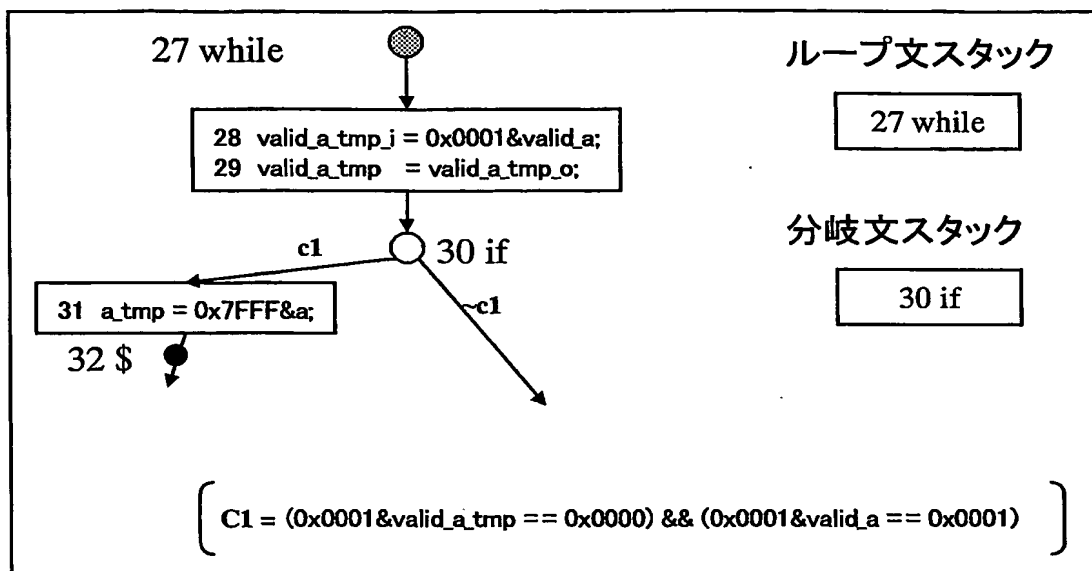 27 while
28 valid_a_tmp_i = 0x0001&valid_a;
29 valid_a_tmp = valid_a_tmp_o;
c1
30 if
~c1
31 a_tmp = 0x7FFF&a;
32 $
ループ文スタック
27 while
分岐文スタック
30 if
C1 = (0x0001&valid_a_tmp == 0x0000) && (0x0001&valid_a == 0x0001)